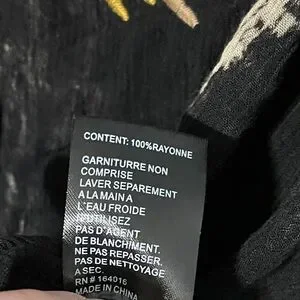 CONTENT: 100%RAYONNE
GARNITURRE NON
COMPRISE
LAVER SEPAREMENT
A LA MAIN A
L'EAU FROIDE
N'UTILISEZ
PAS D'AGENT
DE BLANCHIMENT.
NE PAS REPASSER.
PAS DE NETTOYAGE
A SEC.
RN # 164016
MADE IN CHINA